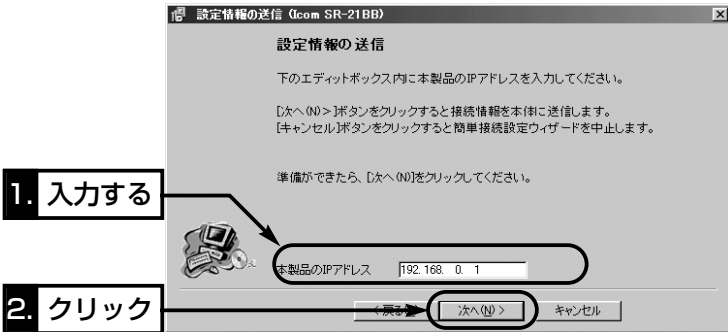 設定情報の送信 (Icom SR-21BB)
設定情報の送信
下のエディットボックス内に本製品のIPアドレスを入力してください。
[次へ(N)>]ボタンをクリックすると接続情報を本体に送信します。
[キャンセル]ボタンをクリックすると簡単接続設定ウィザードを中止します。
準備ができたら、[次へ(N)]をクリックしてください。
1. 入力する
本製品のIPアドレス 192.168. 0. 1
2. クリック
< 戻る 次へ(N) > キャンセル